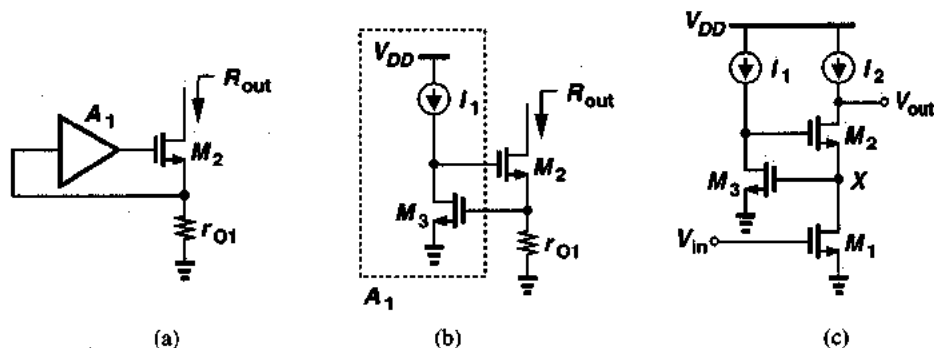 A1
Rout
M2
rO1
(a)
VDD
I1
Rout
M2
M3
rO1
A1
(b)
VDD
I1
I2
Vout
M2
M3
X
Vin
M1
(c)